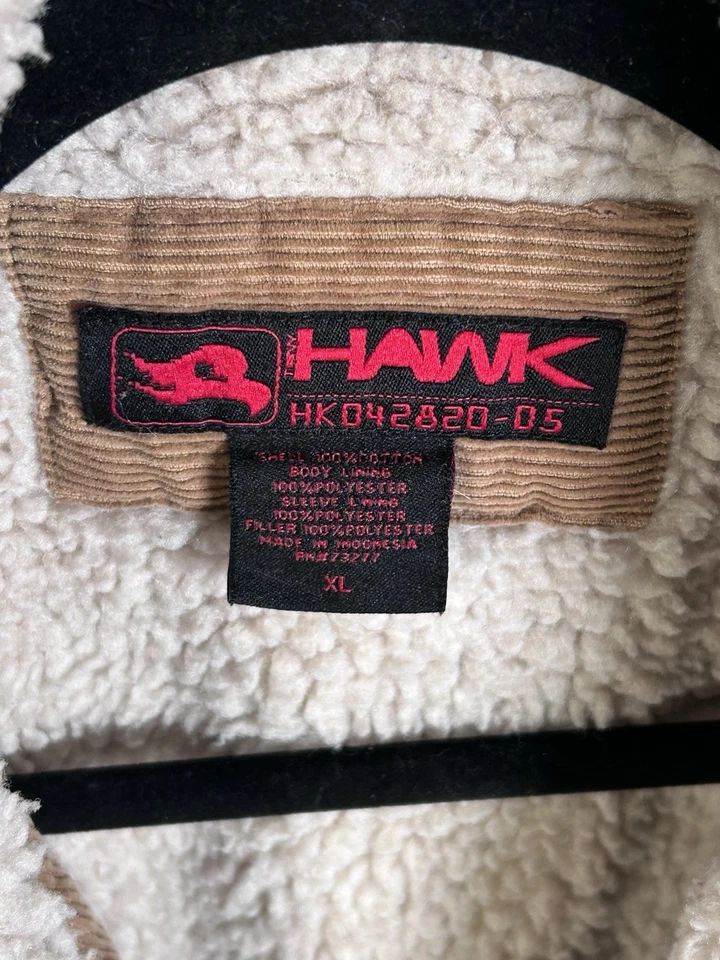 HAWK
HK042820-05
SHELL 100% COTTON
BODY LINING
100% POLYESTER
SLEEVE LINING
100% POLYESTER
FILLER 100% POLYESTER
MADE IN INDONESIA
RN#73277
XL